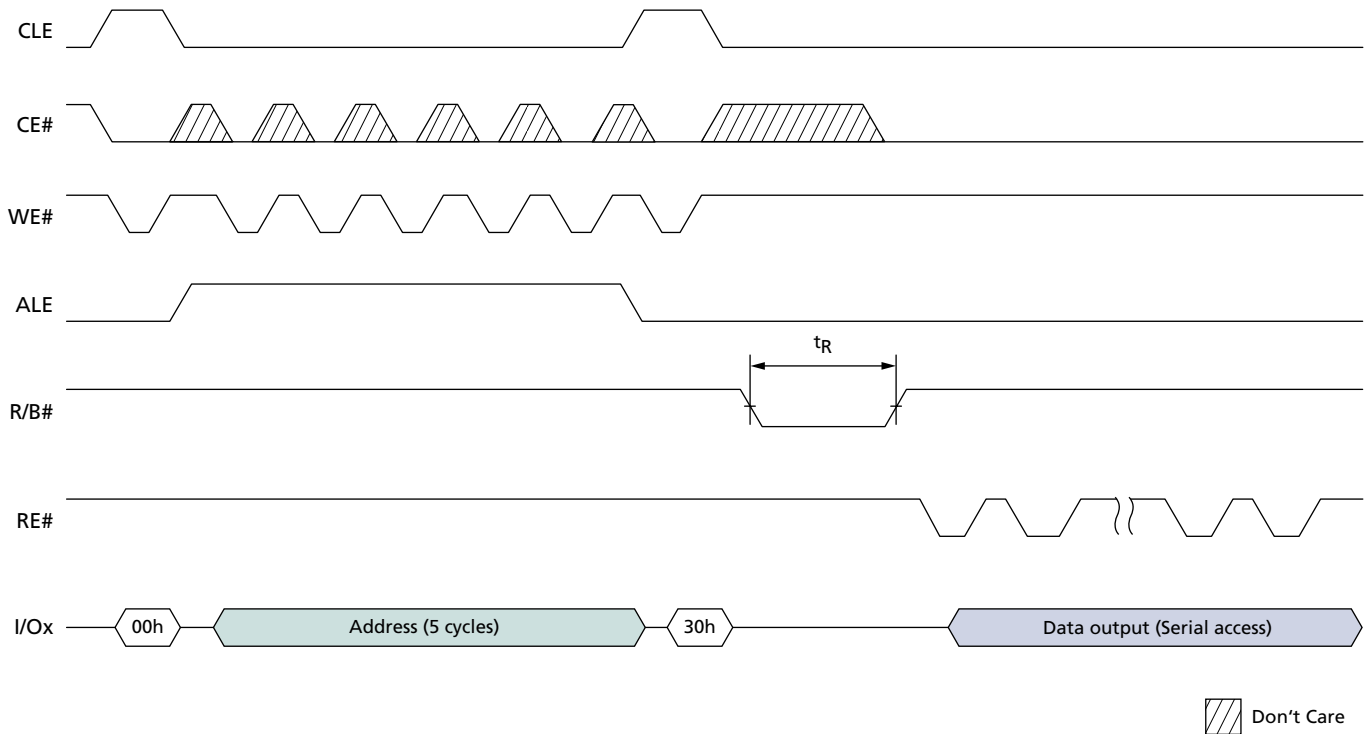 CLE
CE#
WE#
ALE
tR
R/B#
RE#
I/Ox
00h
Address (5 cycles)
30h
Data output (Serial access)
Don't Care